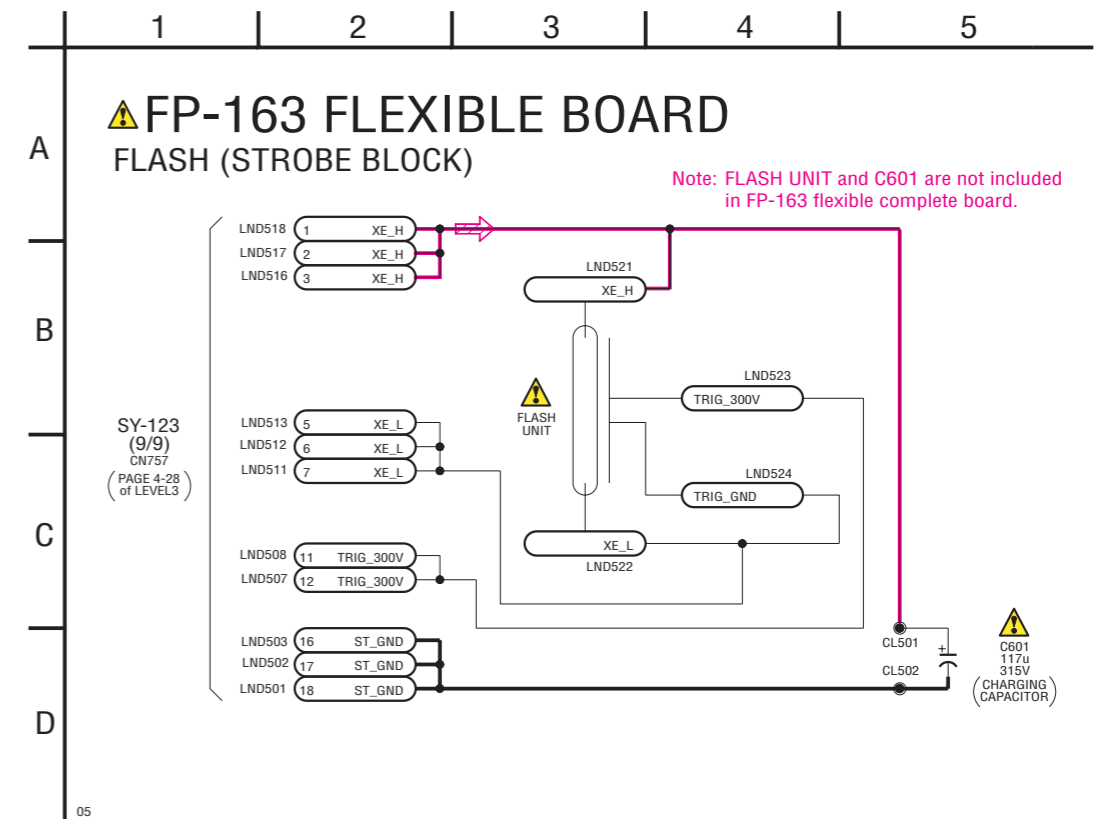 1 2 3 4 5
A
B
C
D
FP-163 FLEXIBLE BOARD
FLASH (STROBE BLOCK)
Note: FLASH UNIT and C601 are not included
in FP-163 flexible complete board.
LND518 1 XE_H
LND517 2 XE_H
LND516 3 XE_H
LND521
XE_H
FLASH
UNIT
LND523
TRIG_300V
SY-123
(9/9)
CN757
(PAGE 4-28
of LEVEL3)
LND513 5 XE_L
LND512 6 XE_L
LND511 7 XE_L
LND524
TRIG_GND
XE_L
LND522
LND508 11 TRIG_300V
LND507 12 TRIG_300V
LND503 16 ST_GND
LND502 17 ST_GND
LND501 18 ST_GND
CL501
CL502
+
C601
117u
315V
(CHARGING
CAPACITOR)
05